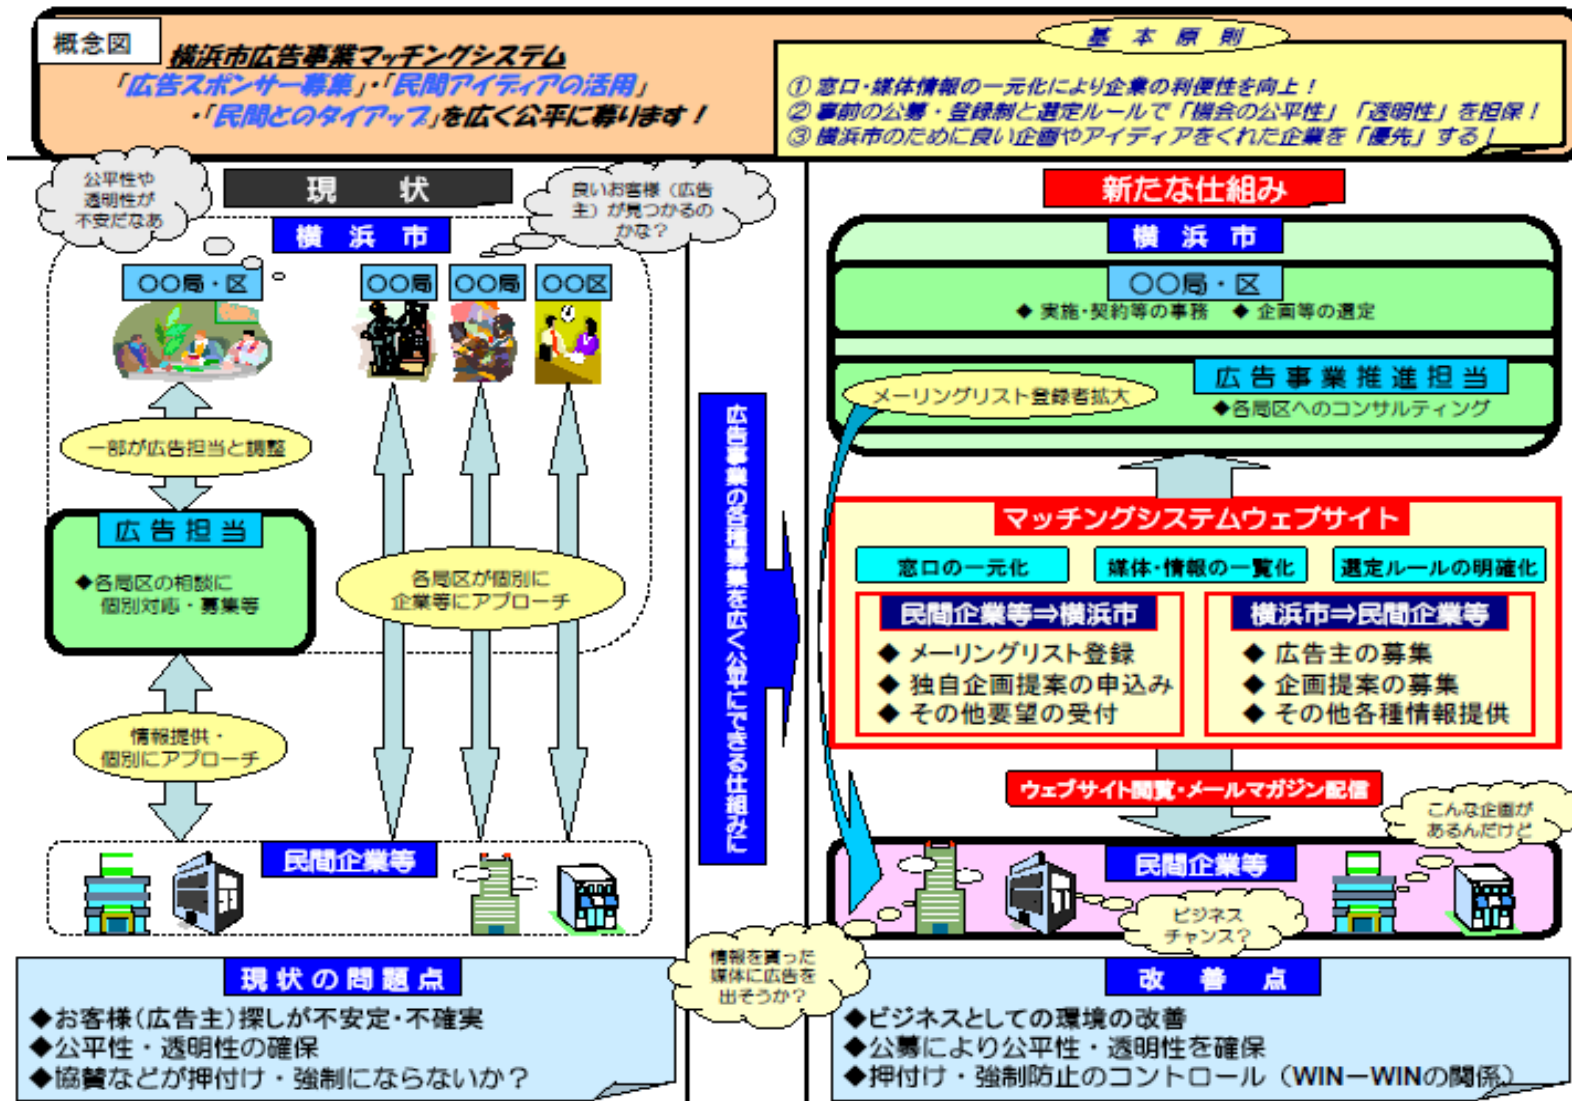 概念図
横浜市広告事業マッチングシステム
「広告スポンサー募集」・「民間アイディアの活用」
・「民間とのタイアップ」を広く公平に募ります！
基本原則
① 窓口・媒体情報の一元化により企業の利便性を向上！
② 事前の公募・登録制と選定ルールで「機会の公平性」「透明性」を担保！
③ 横浜市のために良い企画やアイディアをくれた企業を「優先」する！
公平性や
透明性が
不安だなあ
現状
良いお客様（広告
主）が見つかるの
かな？
横浜市
〇〇局・区
〇〇局
〇〇局
〇〇区
一部が広告担当と調整
広告担当
◆各局区の相談に
個別対応・募集等
各局区が個別に
企業等にアプローチ
情報提供・
個別にアプローチ
民間企業等
現状の問題点
◆お客様（広告主）探しが不安定・不確実
◆公平性・透明性の確保
◆協賛などが押付け・強制にならないか？
広告事業の各種事業を広く公平にできる仕組みに
新たな仕組み
横浜市
〇〇局・区
◆ 実施・契約等の事務　◆ 企画等の選定
広告事業推進担当
◆各局区へのコンサルティング
メーリングリスト登録者拡大
マッチングシステムウェブサイト
窓口の一元化
媒体・情報の一覧化
選定ルールの明確化
民間企業等⇒横浜市
◆ メーリングリスト登録
◆ 独自企画提案の申込み
◆ その他要望の受付
横浜市⇒民間企業等
◆ 広告主の募集
◆ 企画提案の募集
◆ その他各種情報提供
ウェブサイト閲覧・メールマガジン配信
こんな企画が
あるんだけど
民間企業等
ビジネス
チャンス？
情報を貰った
媒体に広告を
出そうか？
改善点
◆ビジネスとしての環境の改善
◆公募により公平性・透明性を確保
◆押付け・強制防止のコントロール（WIN－WINの関係）